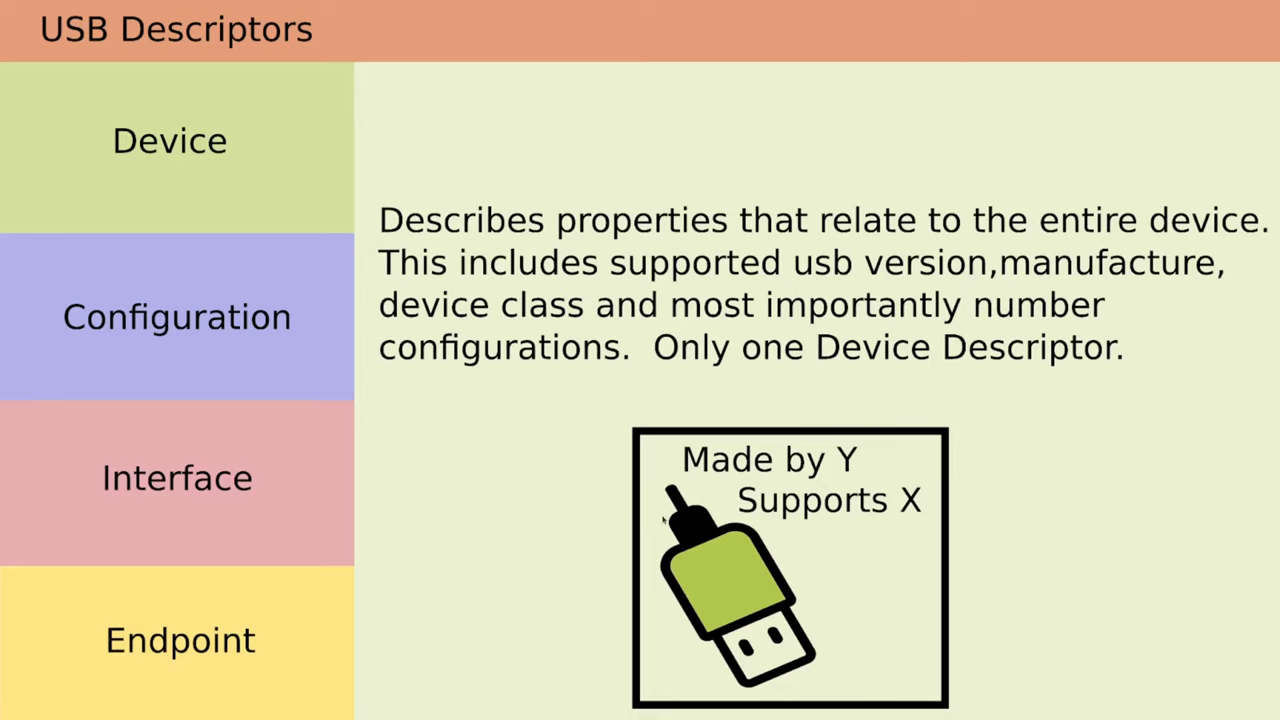 USB Descriptors
Device
Configuration
Interface
Endpoint
Describes properties that relate to the entire device.
This includes supported usb version,manufacture,
device class and most importantly number
configurations.  Only one Device Descriptor.
Made by Y
Supports X